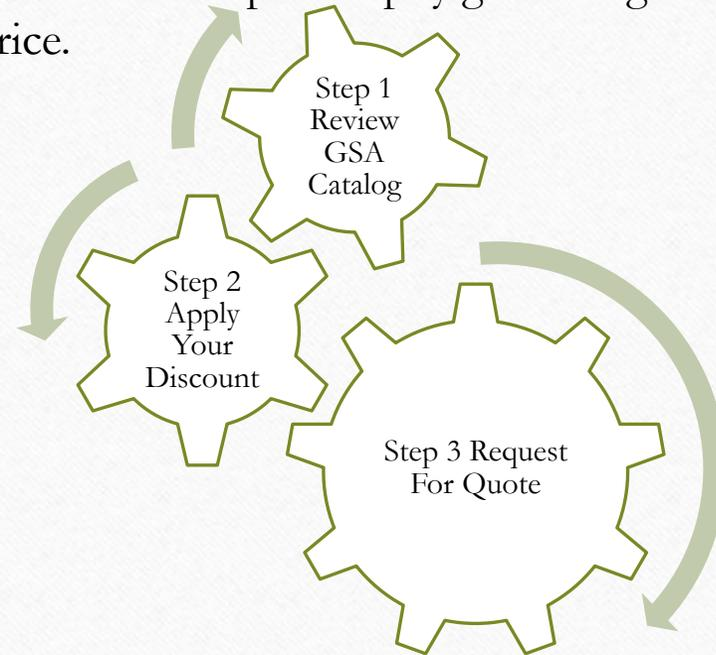 rice.
Step 1
Review
GSA
Catalog
Step 2
Apply
Your
Discount
Step 3 Request
For Quote